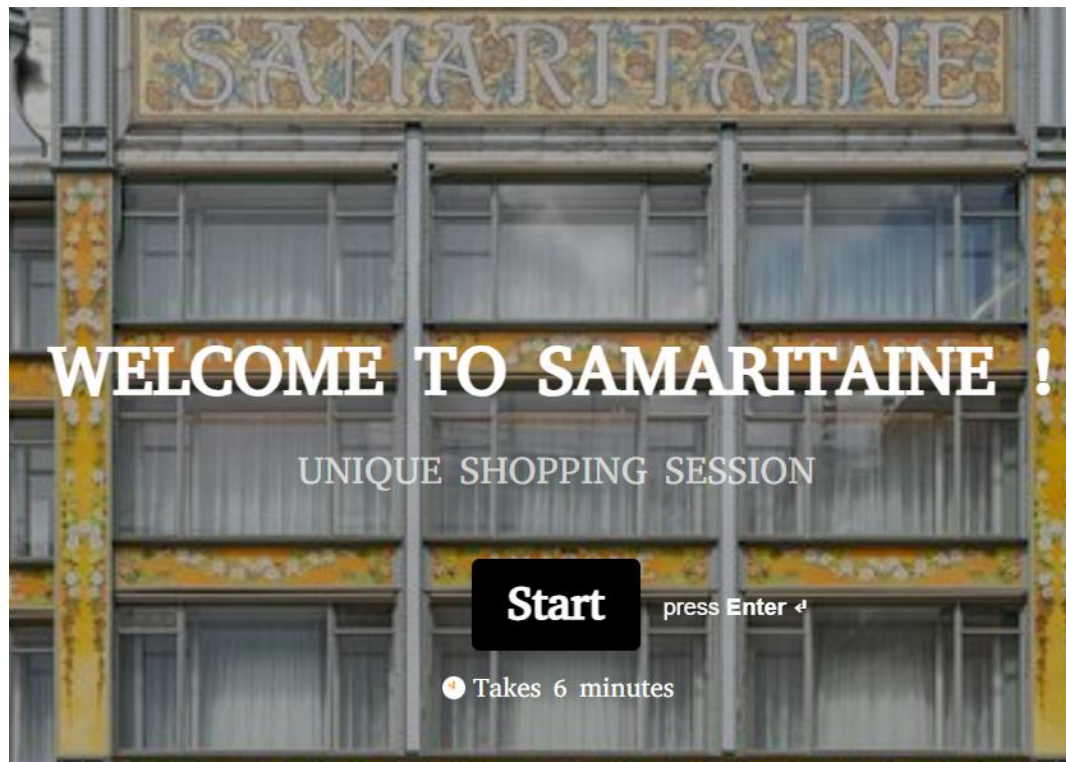 SAMARITAINE
WELCOME TO SAMARITAINE !
UNIQUE SHOPPING SESSION
Start
press Enter ↵
Takes 6 minutes